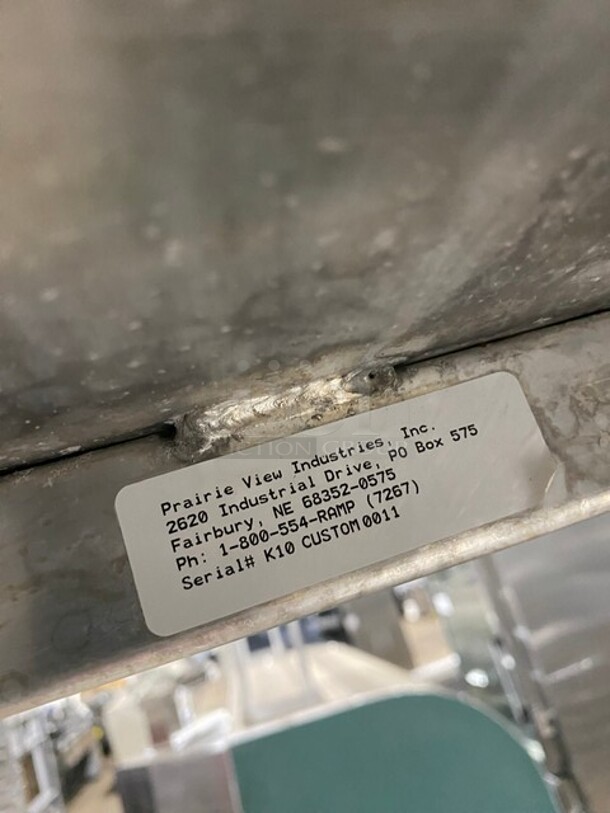 Prairie View Industries, Inc.
2620 Industrial Drive, PO Box 575
Fairbury, NE 68352-0575
Ph: 1-800-554-RAMP (7267)
Serial# K10 CUSTOM0011